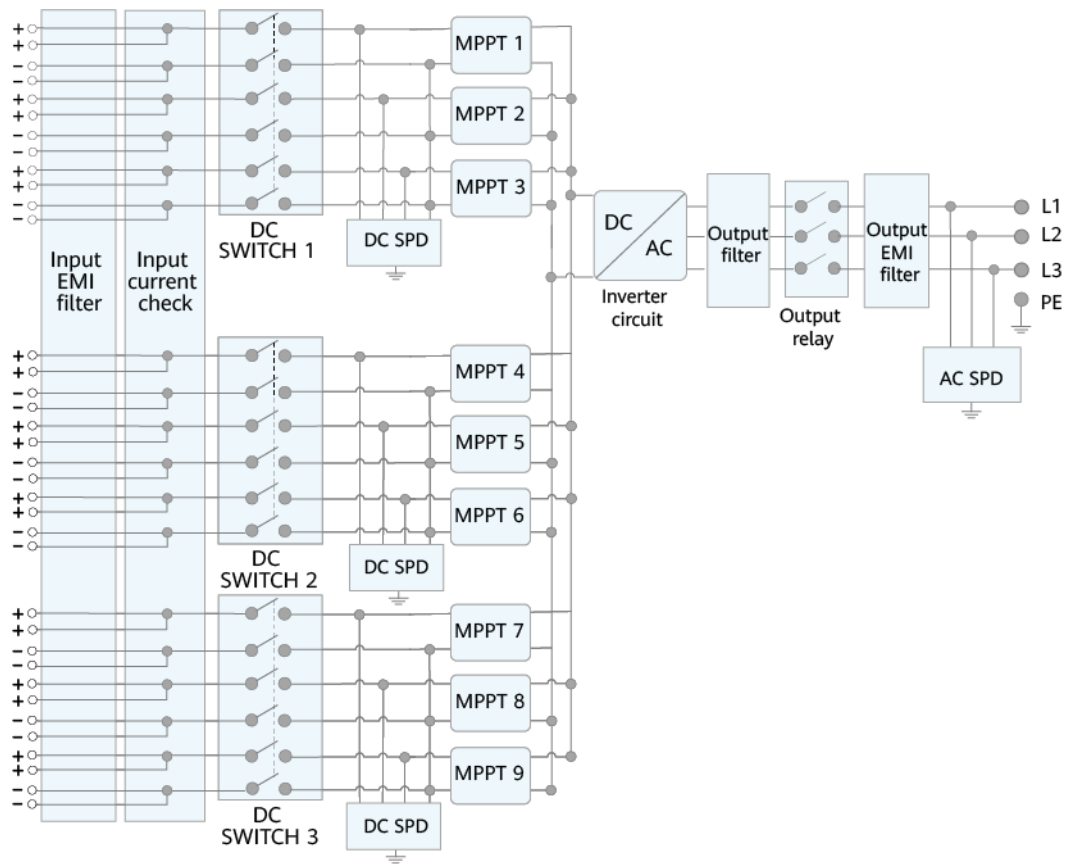 +
+
−
−
+
+
−
−
+
+
−
−
Input
EMI
filter
Input
current
check
DC
SWITCH 1
DC SPD
MPPT 1
MPPT 2
MPPT 3
DC
AC
Inverter
circuit
Output
filter
Output
relay
Output
EMI
filter
L1
L2
L3
PE
AC SPD
+
+
−
−
+
+
−
−
+
+
−
−
DC
SWITCH 2
DC SPD
MPPT 4
MPPT 5
MPPT 6
+
+
−
−
+
+
−
−
+
+
−
−
DC
SWITCH 3
DC SPD
MPPT 7
MPPT 8
MPPT 9